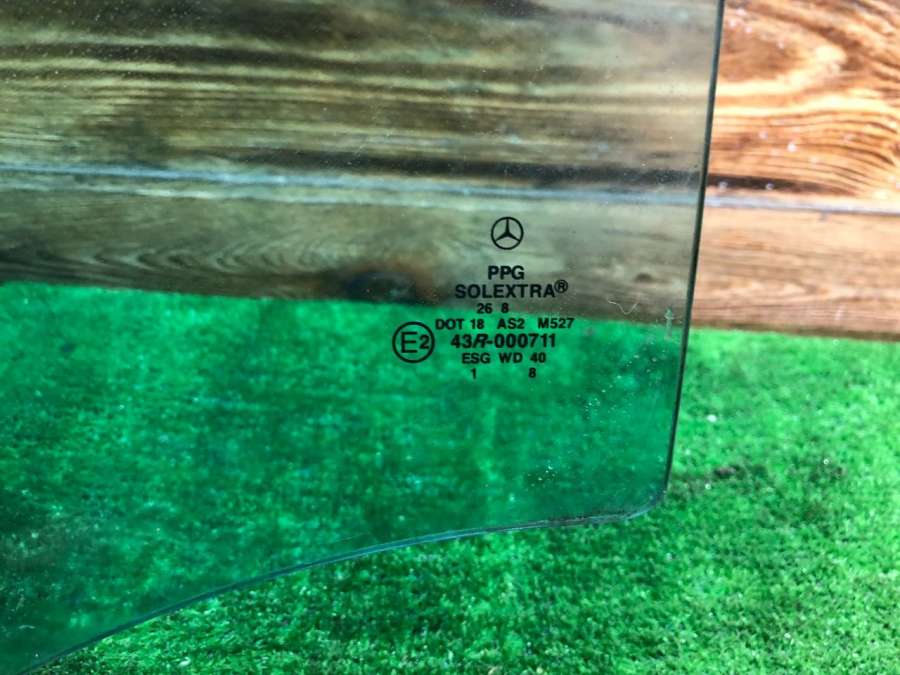 PPG
SOLEXTRA®
26 8
DOT 18 AS2 M527
E2 43R-000711
ESG WD 40
1 8